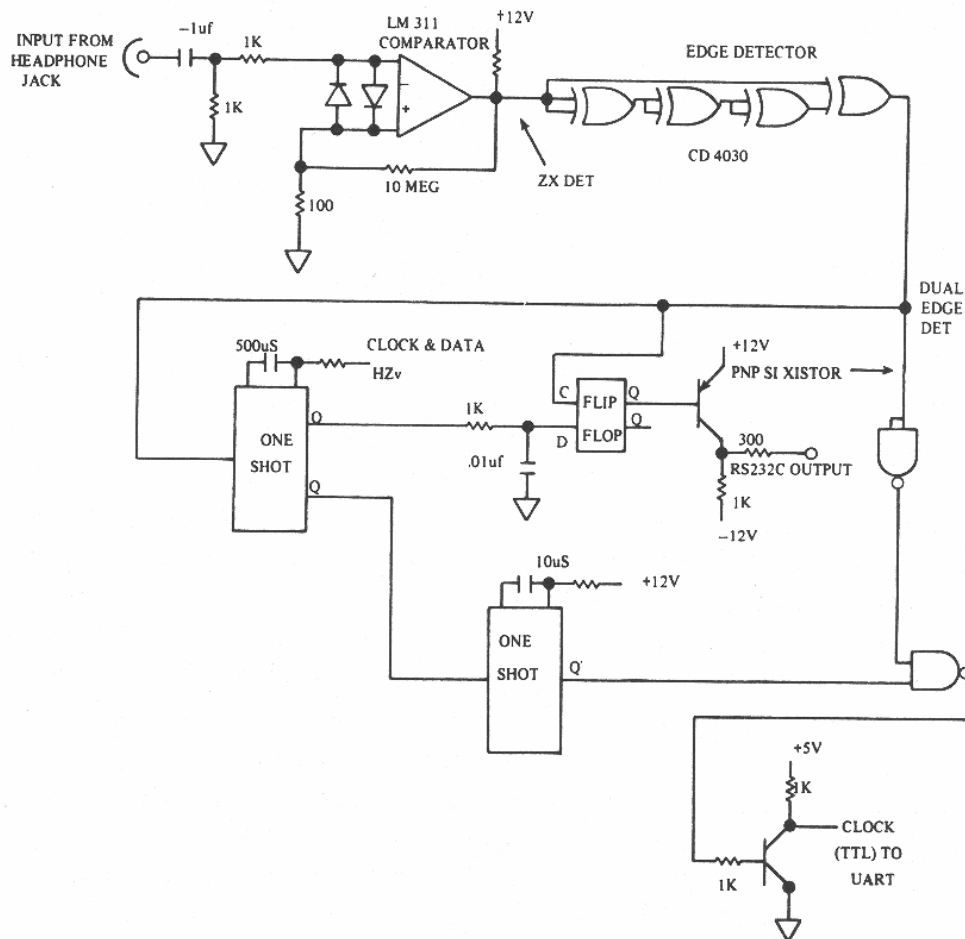 INPUT FROM
HEADPHONE
JACK
−1uf
1K
1K
LM 311
COMPARATOR
+12V
−
+
10 MEG
100
ZX DET
EDGE DETECTOR
CD 4030
DUAL
EDGE
DET
500uS
CLOCK & DATA
HZv
ONE
SHOT
Q
Q
1K
.01uf
C
D
FLIP
FLOP
Q
Q
+12V
PNP SI XISTOR
300
RS232C OUTPUT
1K
−12V
10uS
+12V
ONE
SHOT
Q'
+5V
1K
1K
CLOCK
(TTL) TO
UART